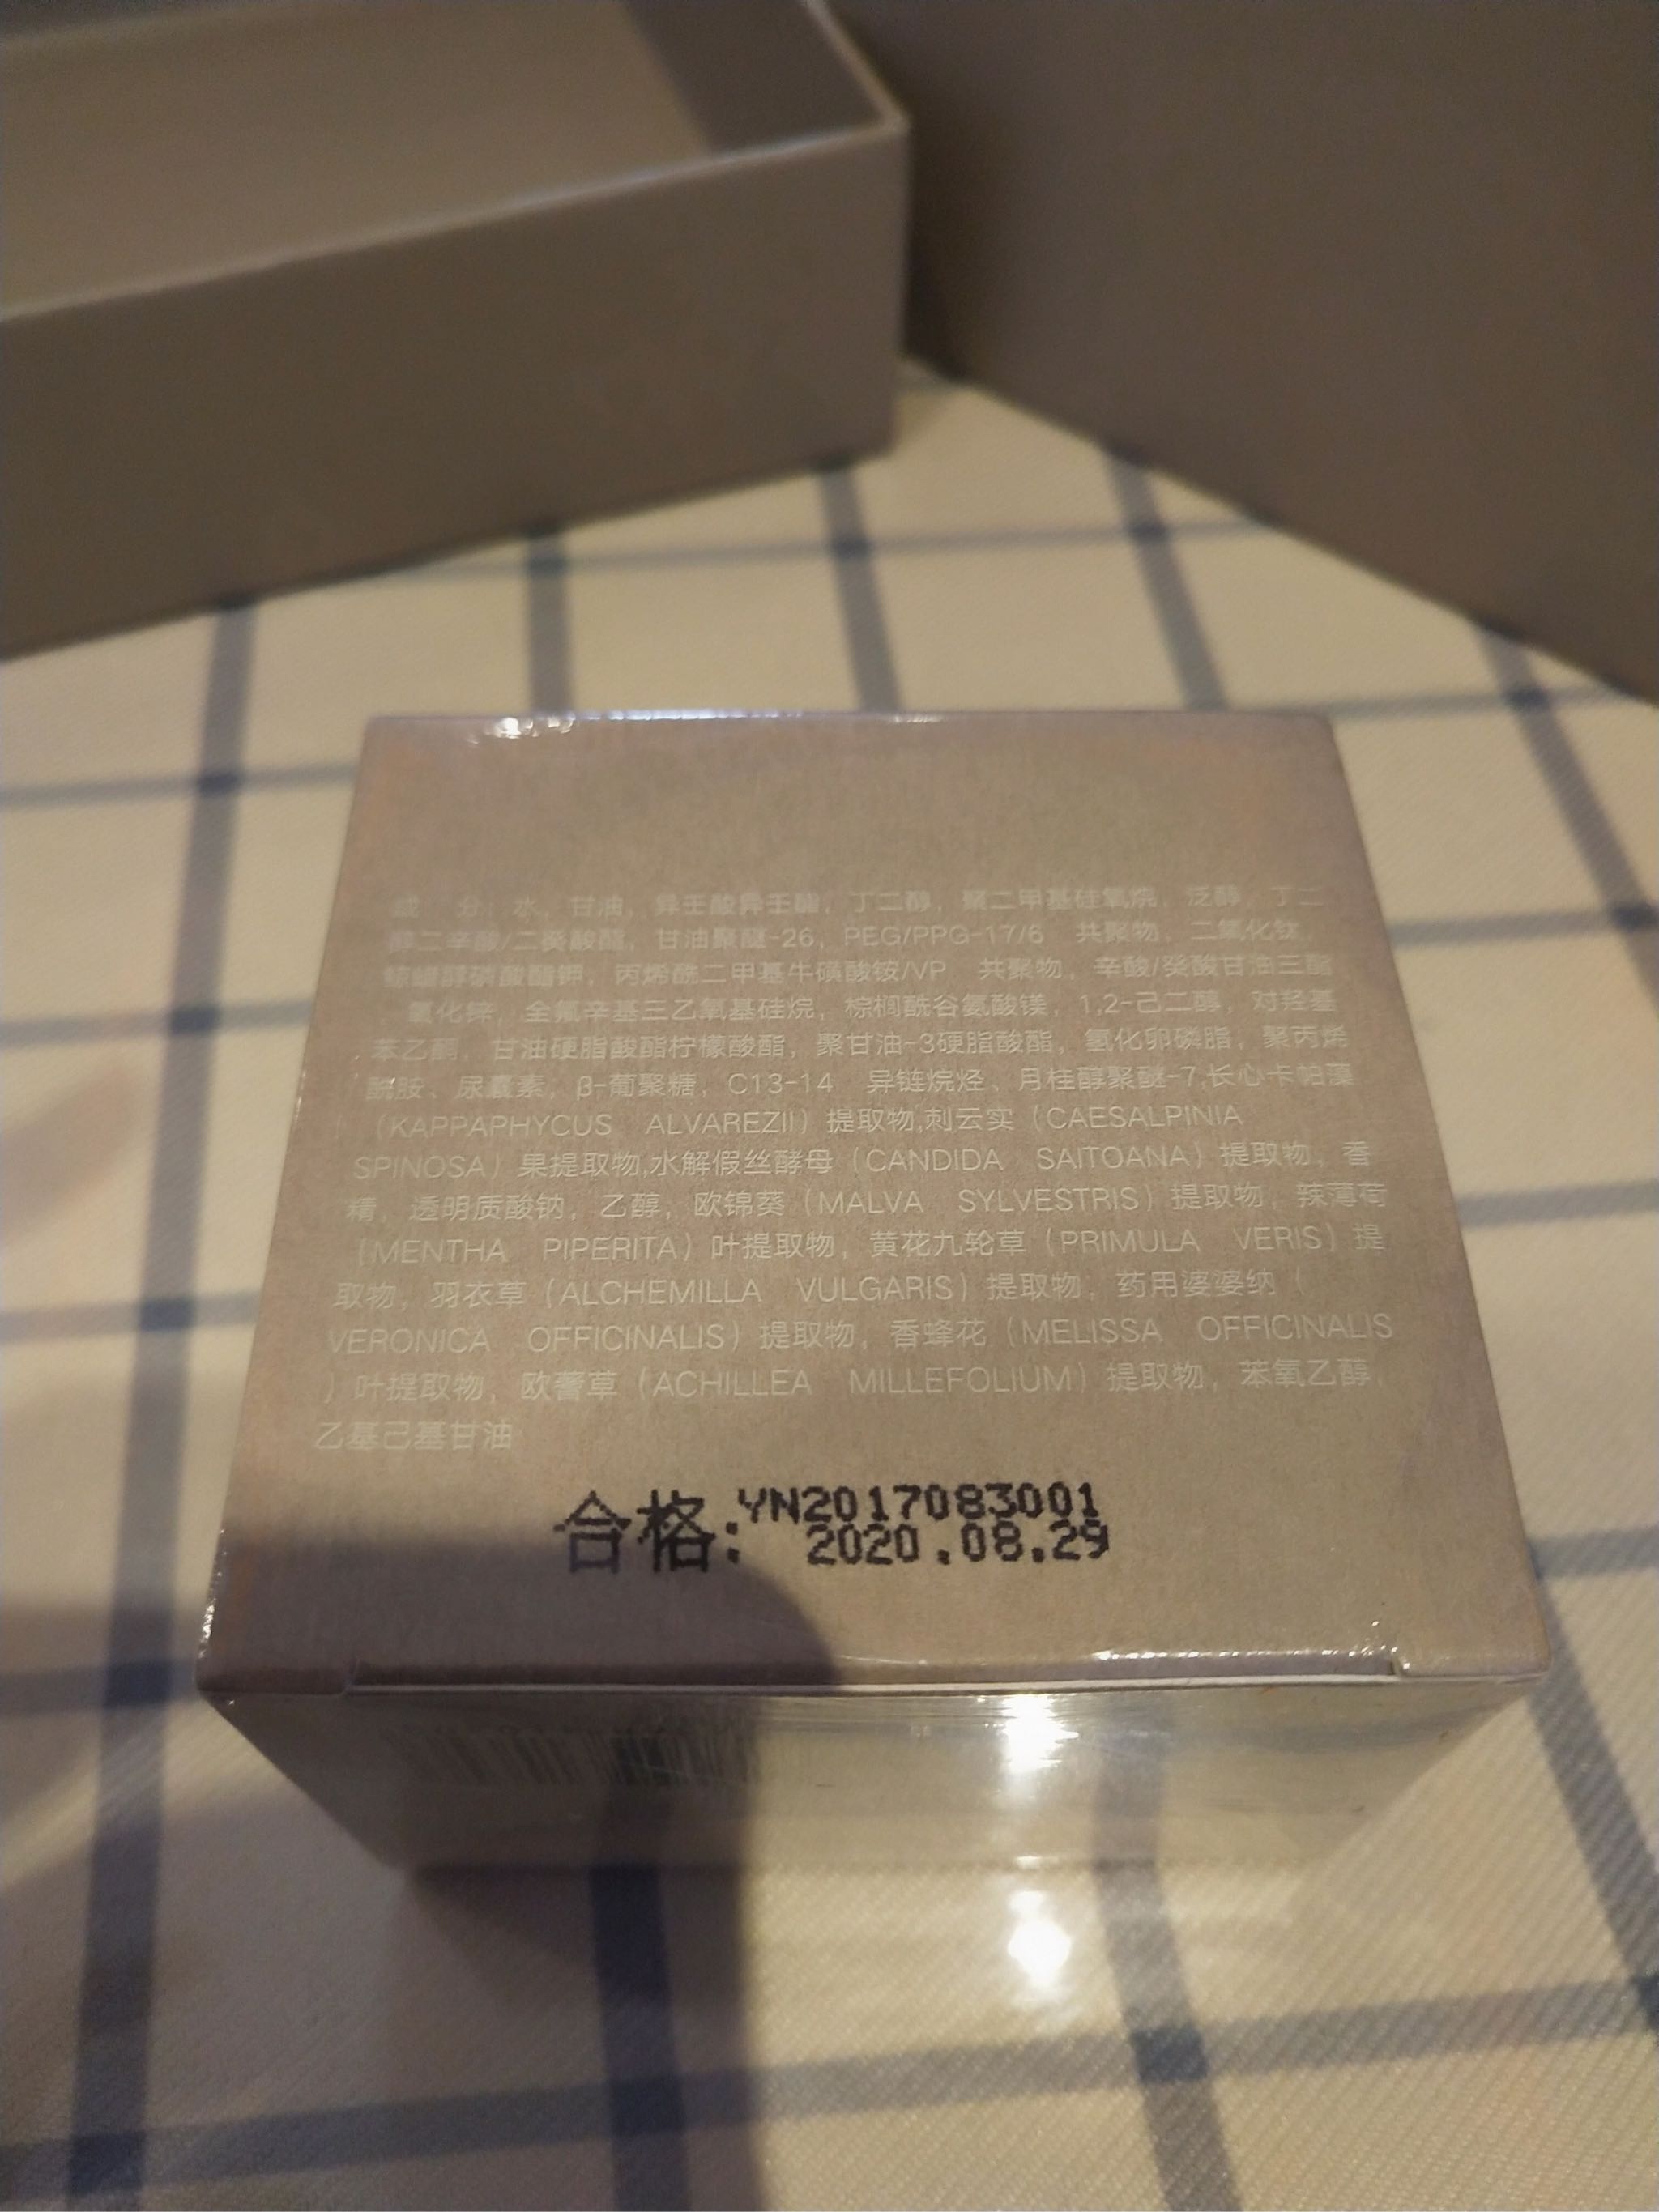 成 分：水，甘油，异壬酸异壬酯，丁二醇，聚二甲基硅氧烷，泛醇，丁二
醇二辛酸/二癸酸酯，甘油聚醚-26，PEG/PPG-17/6 共聚物，二氧化钛，
鲸蜡醇磷酸酯钾，丙烯酰二甲基牛磺酸铵/VP 共聚物，辛酸/癸酸甘油三酯
，氧化锌，全氟辛基三乙氧基硅烷，棕榈酰谷氨酸镁，1,2-己二醇，对羟基
苯乙酮，甘油硬脂酸酯柠檬酸酯，聚甘油-3硬脂酸酯，氢化卵磷脂，聚丙烯
酰胺、尿囊素，β-葡聚糖，C13-14 异链烷烃、月桂醇聚醚-7,长心卡帕藻
（KAPPAPHYCUS ALVAREZII）提取物,刺云实（CAESALPINIA
SPINOSA）果提取物,水解假丝酵母（CANDIDA SAITOANA）提取物，香
精，透明质酸钠，乙醇，欧锦葵（MALVA SYLVESTRIS）提取物，辣薄荷
（MENTHA PIPERITA）叶提取物，黄花九轮草（PRIMULA VERIS）提
取物，羽衣草（ALCHEMILLA VULGARIS）提取物，药用婆婆纳（
VERONICA OFFICINALIS）提取物，香蜂花（MELISSA OFFICINALIS
）叶提取物，欧蓍草（ACHILLEA MILLEFOLIUM）提取物，苯氧乙醇，
乙基己基甘油
合格:YN2017083001
2020.08.29